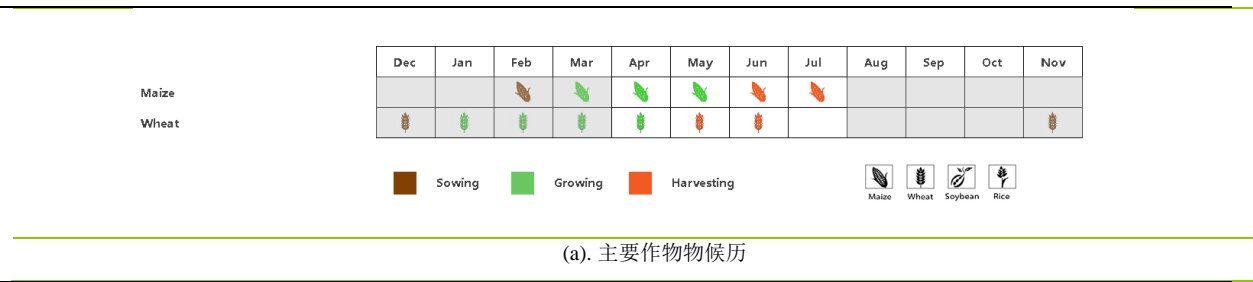 Dec Jan Feb Mar Apr May Jun Jul Aug Sep Oct Nov
Maize
Wheat
Sowing Growing Harvesting
Maize Wheat Soybean Rice
(a). 主要作物物候历